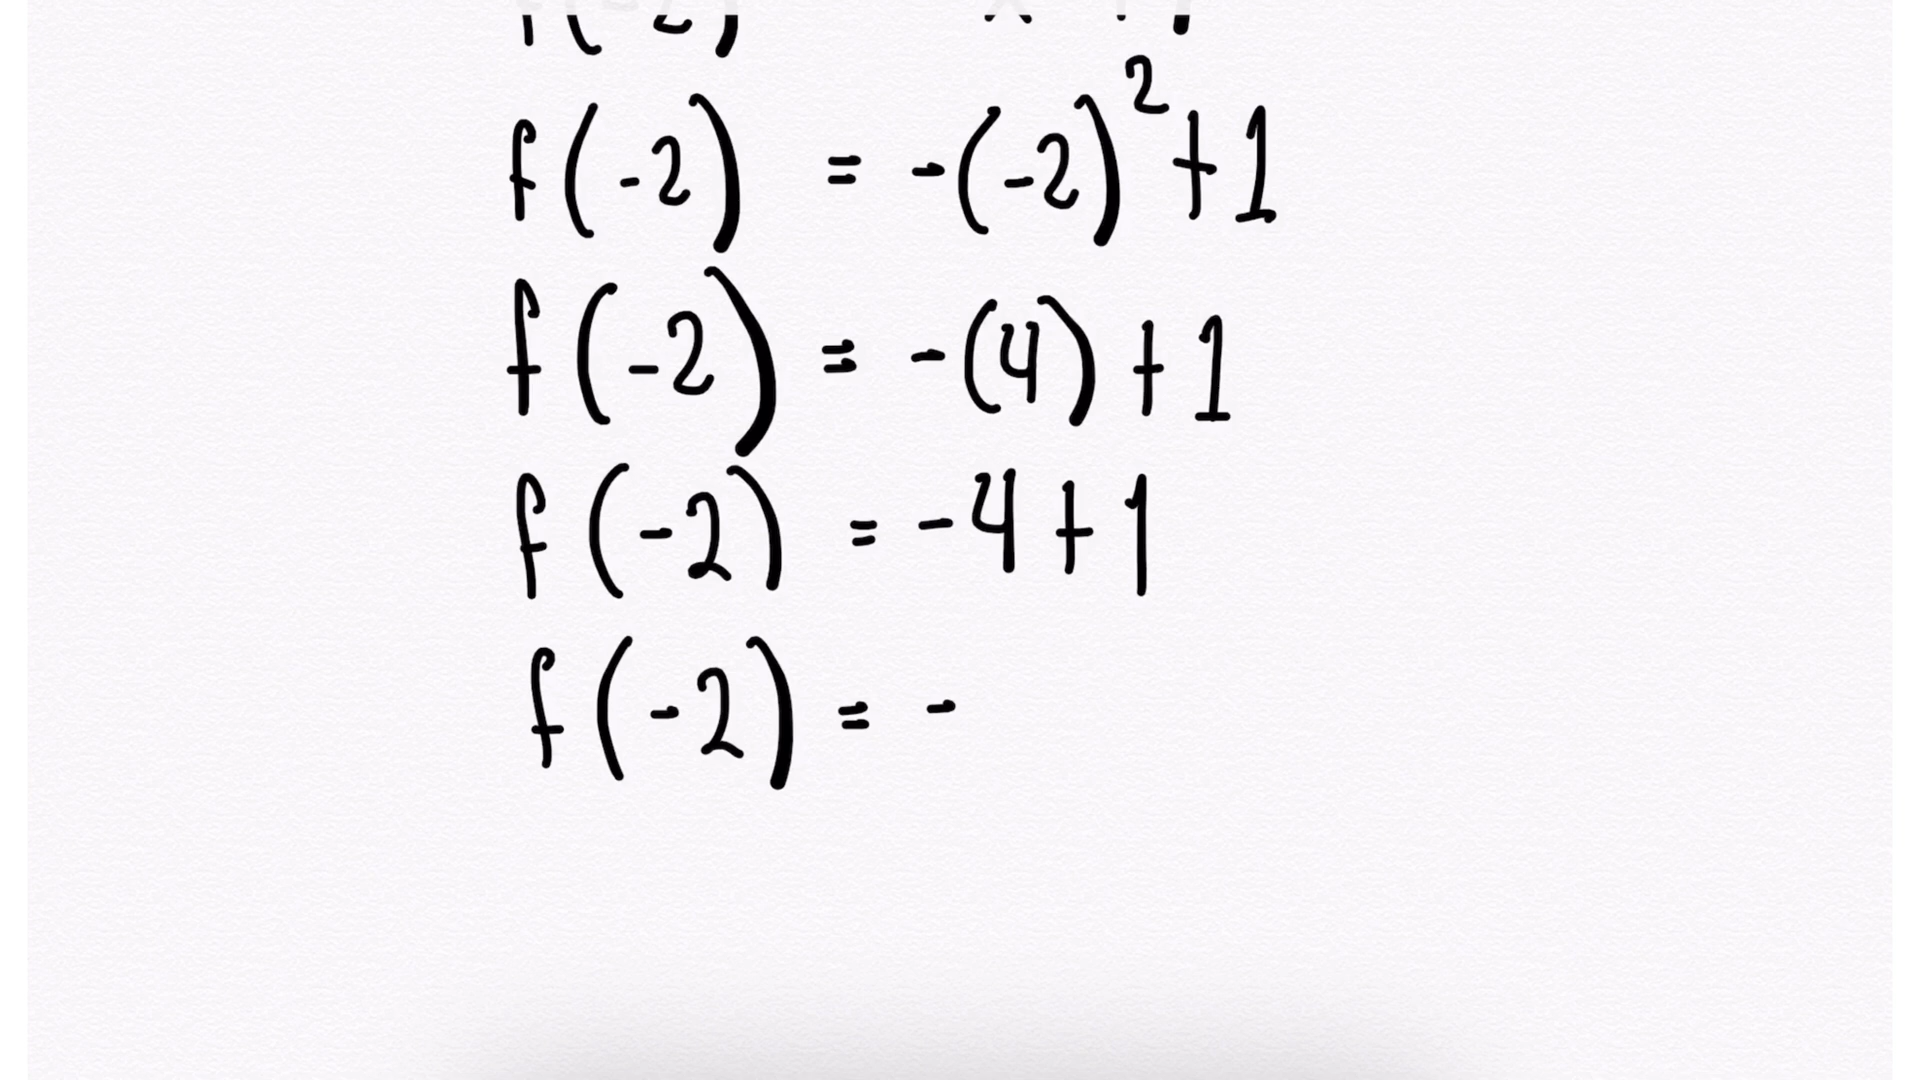 f(-2) = -(-2)²+1
f(-2) = -(4)+1
f(-2) = -4+1
f(-2) = -